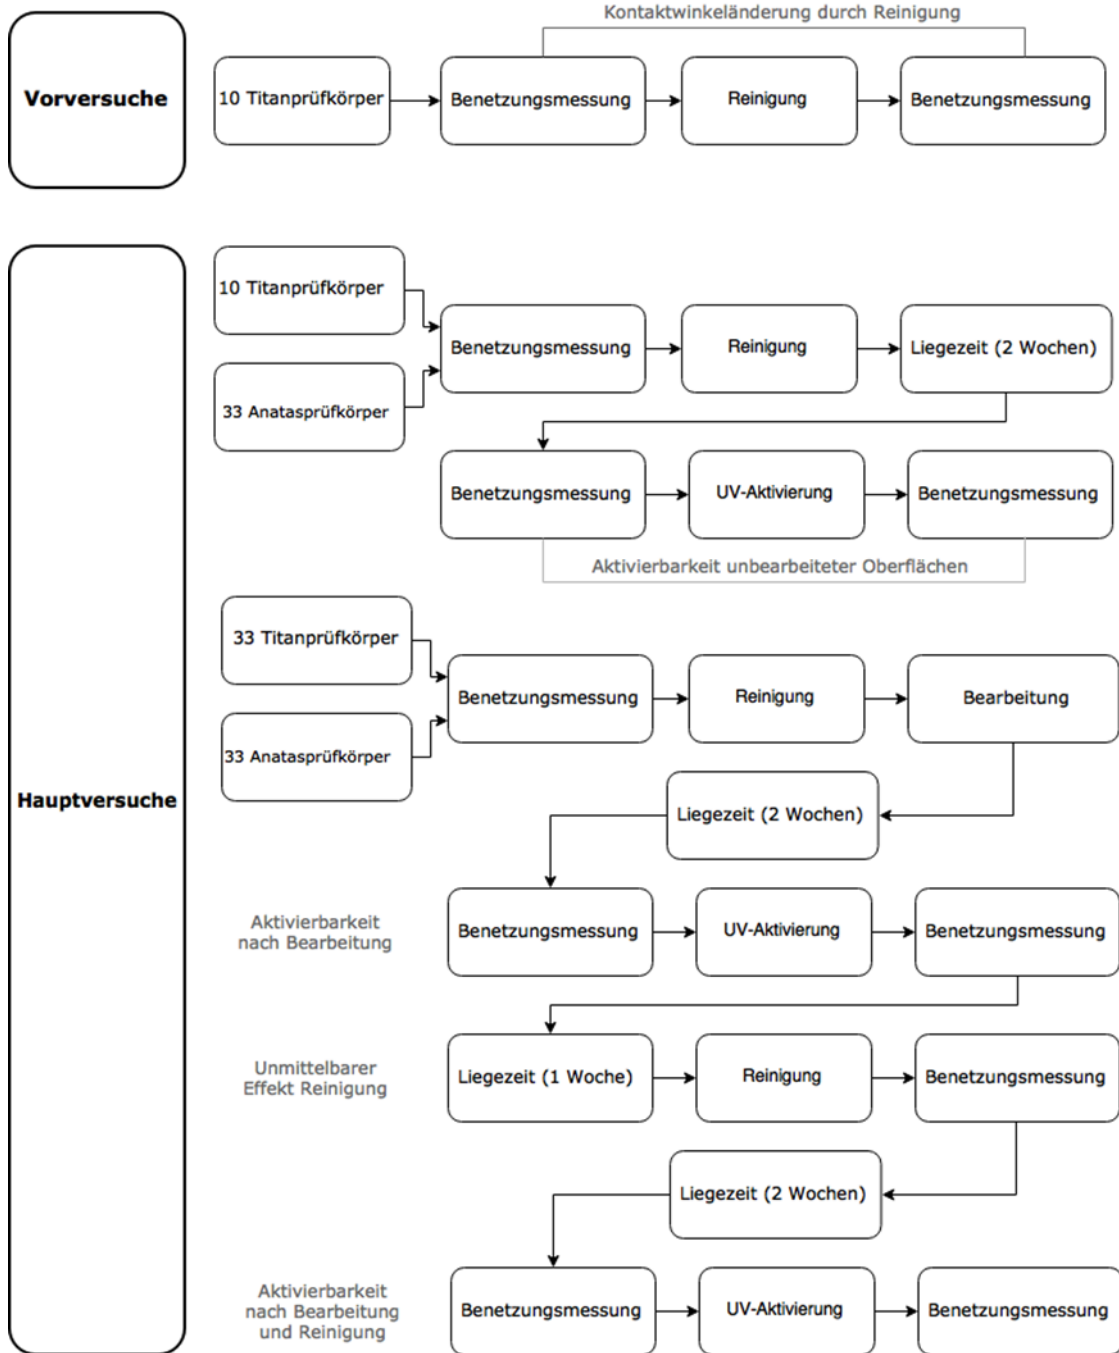 Kontaktwinkeländerung durch Reinigung
Vorversuche
10 Titanprüfkörper
Benetzungsmessung
Reinigung
Benetzungsmessung
Hauptversuche
10 Titanprüfkörper
33 Anatasprüfkörper
Benetzungsmessung
Reinigung
Liegezeit (2 Wochen)
Benetzungsmessung
UV-Aktivierung
Benetzungsmessung
Aktivierbarkeit unbearbeiteter Oberflächen
33 Titanprüfkörper
33 Anatasprüfkörper
Benetzungsmessung
Reinigung
Bearbeitung
Liegezeit (2 Wochen)
Aktivierbarkeit
nach Bearbeitung
Benetzungsmessung
UV-Aktivierung
Benetzungsmessung
Unmittelbarer
Effekt Reinigung
Liegezeit (1 Woche)
Reinigung
Benetzungsmessung
Liegezeit (2 Wochen)
Aktivierbarkeit
nach Bearbeitung
und Reinigung
Benetzungsmessung
UV-Aktivierung
Benetzungsmessung